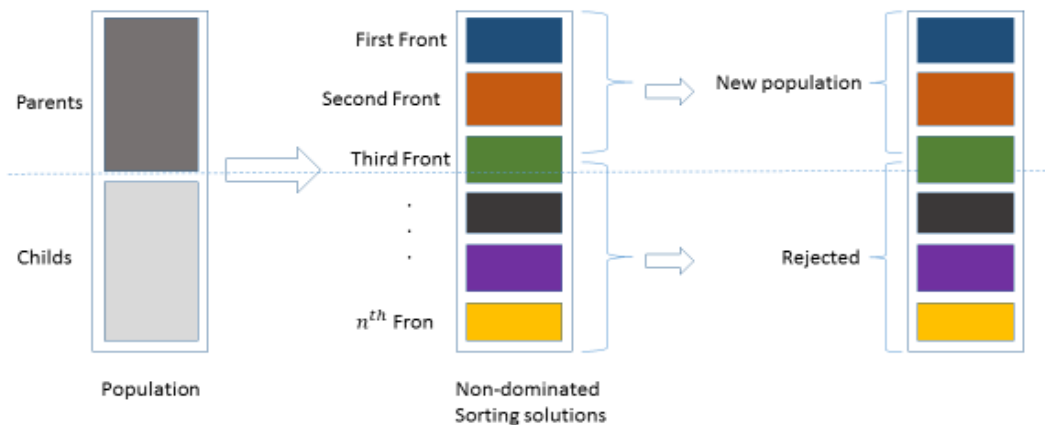 First Front
Second Front
Parents
Third Front
.
.
.
Childs
n^{th} Fron
Population
Non-dominated
Sorting solutions
New population
Rejected